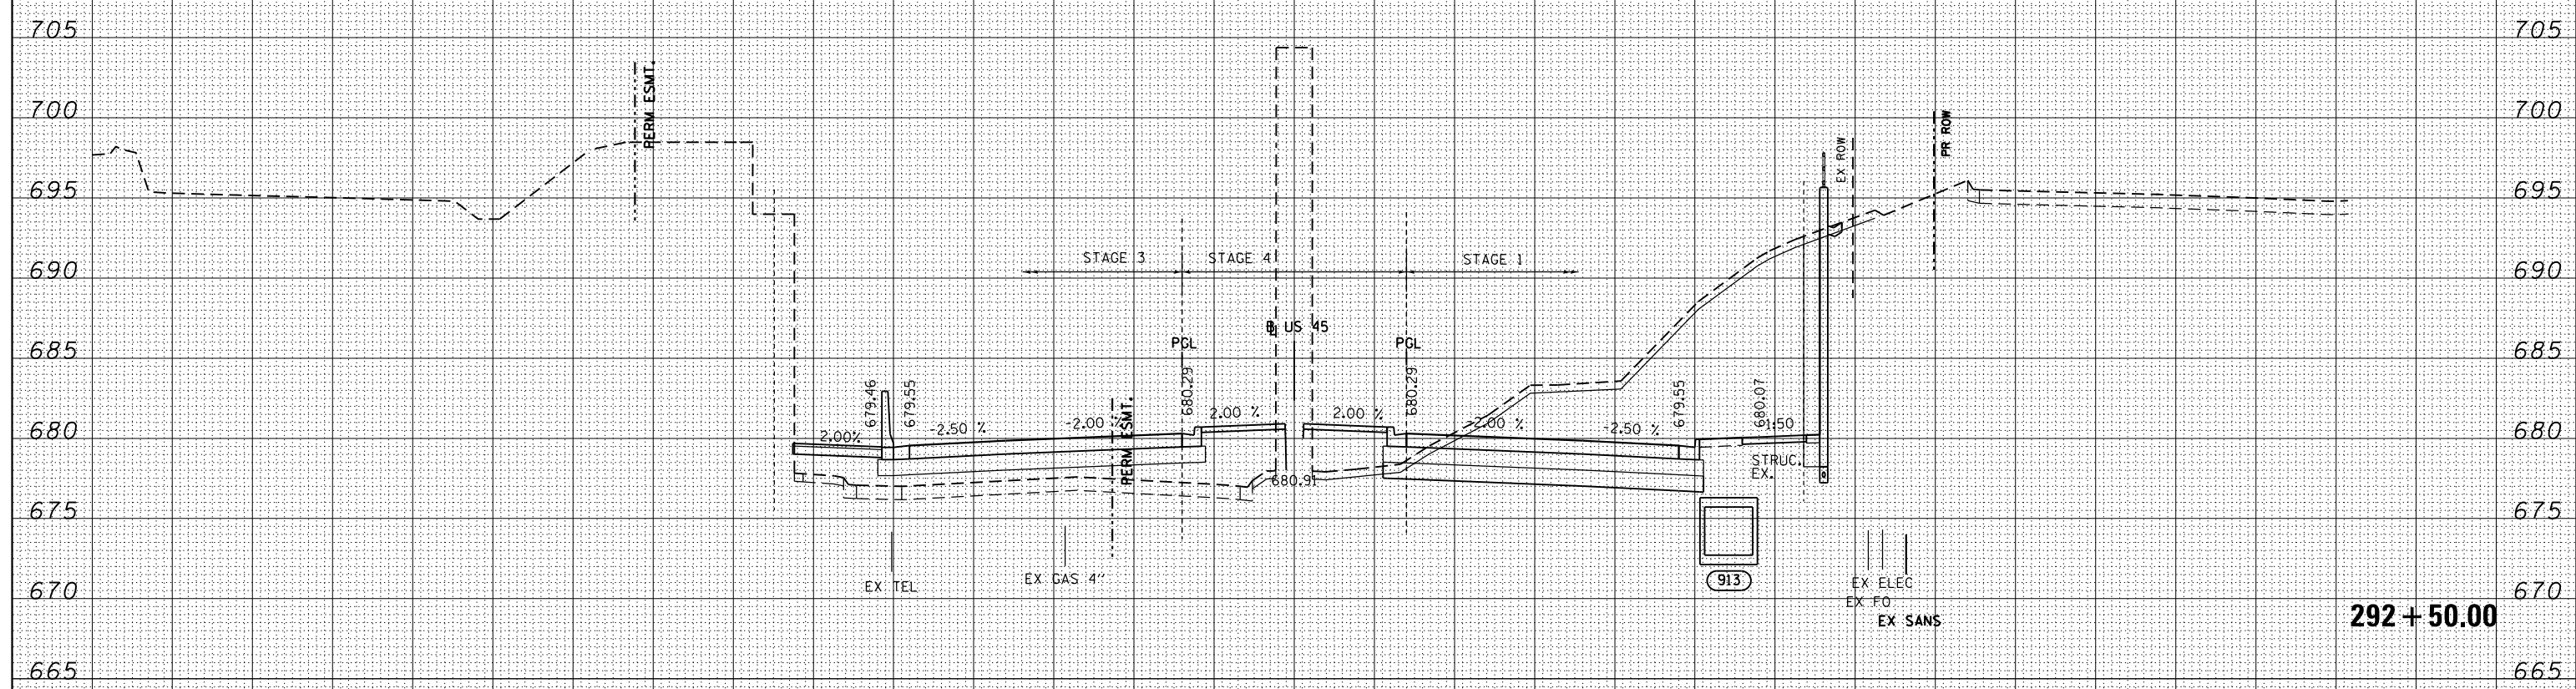 705 705
PERM ESMT.
700 700
PR ROW
EX ROW
695 695
STAGE 3 STAGE 4 STAGE 1
690 690
℄ US 45
PGL PGL
685 685
679.46 679.55 680.29 680.29 679.55 680.07
2.00% -2.50 % -2.00 % 2.00 % 2.00 % -2.00 % -2.50 % 1:50
680 680
PERM ESMT.
STRUC.
EX.
680.91
675 675
EX TEL EX GAS 4" 913 EX ELEC
670 670
EX FO
292+50.00
EX SANS
665 665